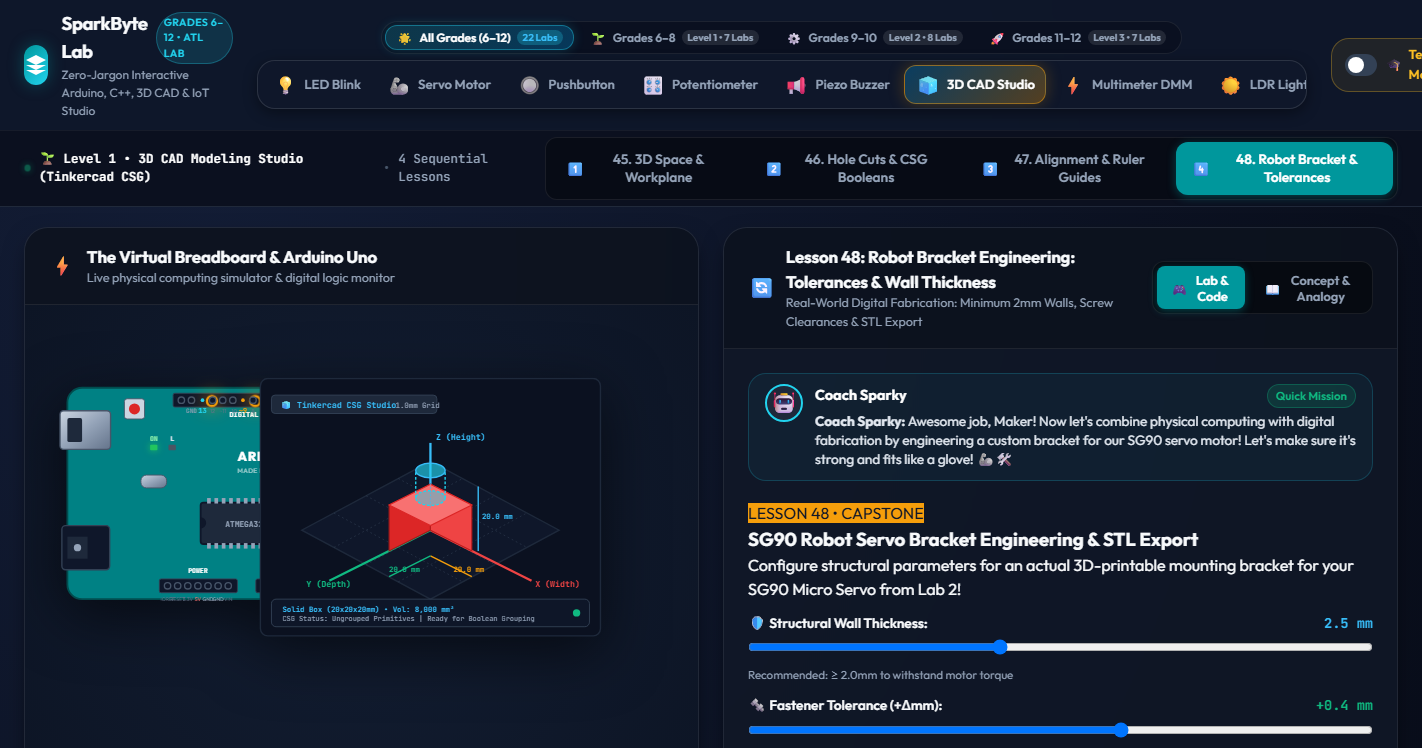 SparkByte
Lab
GRADES 6–
12 • ATL
LAB
Zero-Jargon Interactive
Arduino, C++, 3D CAD & IoT
Studio
All Grades (6–12) 22 Labs
Grades 6–8 Level 1 • 7 Labs
Grades 9–10 Level 2 • 8 Labs
Grades 11–12 Level 3 • 7 Labs
LED Blink
Servo Motor
Pushbutton
Potentiometer
Piezo Buzzer
3D CAD Studio
Multimeter DMM
LDR Light
Level 1 • 3D CAD Modeling Studio
(Tinkercad CSG)
• 4 Sequential
Lessons
1 45. 3D Space &
Workplane
2 46. Hole Cuts & CSG
Booleans
3 47. Alignment & Ruler
Guides
4 48. Robot Bracket &
Tolerances
The Virtual Breadboard & Arduino Uno
Live physical computing simulator & digital logic monitor
GND 13
DIGITAL
ON L
MADE
ATMEGA3
POWER
Tinkercad CSG Studio 1.0mm Grid
Z (Height)
20.0 mm
20.0 mm
20.0 mm
Y (Depth)
X (Width)
Solid Box (20x20x20mm) • Vol: 8,000 mm³
CSG Status: Ungrouped Primitives | Ready for Boolean Grouping
Lesson 48: Robot Bracket Engineering:
Tolerances & Wall Thickness
Real-World Digital Fabrication: Minimum 2mm Walls, Screw
Clearances & STL Export
Lab &
Code
Concept &
Analogy
Coach Sparky
Quick Mission
Coach Sparky: Awesome job, Maker! Now let's combine physical computing with digital
fabrication by engineering a custom bracket for our SG90 servo motor! Let's make sure it's
strong and fits like a glove! 🦾 🛠️
LESSON 48 • CAPSTONE
SG90 Robot Servo Bracket Engineering & STL Export
Configure structural parameters for an actual 3D-printable mounting bracket for your
SG90 Micro Servo from Lab 2!
Structural Wall Thickness:
2.5 mm
Recommended: ≥ 2.0mm to withstand motor torque
Fastener Tolerance (+Δmm):
+0.4 mm